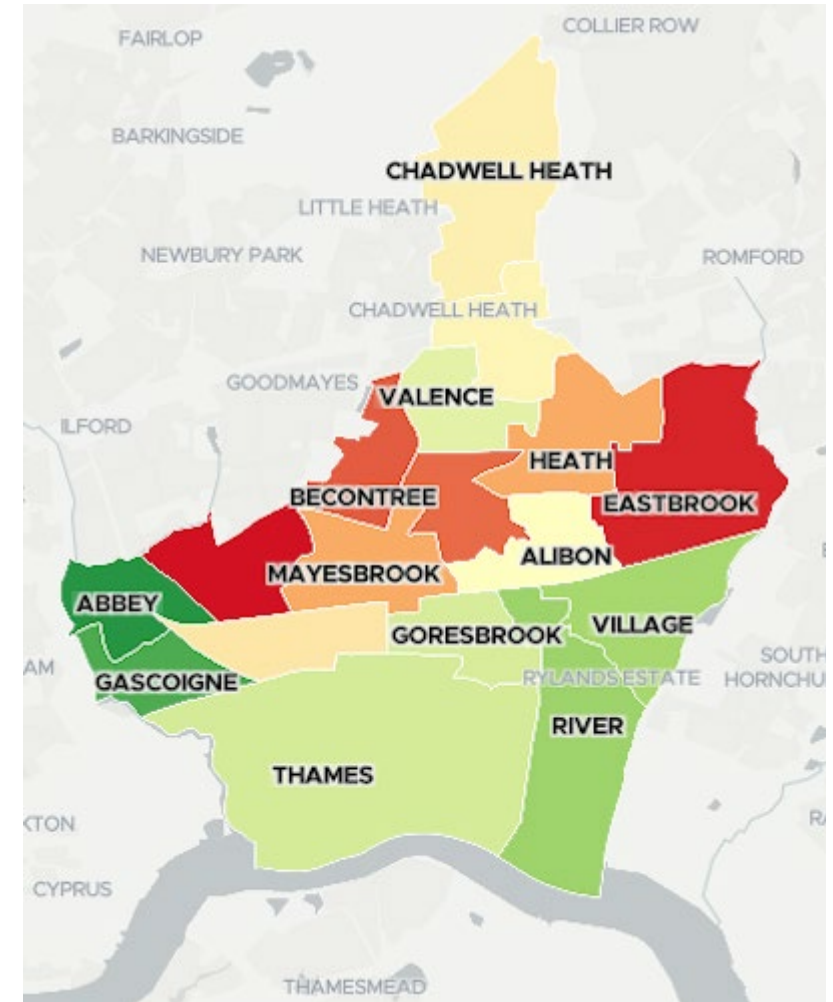 COLLIER ROW
FAIRLOP
BARKINGSIDE
CHADWELL HEATH
LITTLE HEATH
NEWBURY PARK
ROMFORD
CHADWELL HEATH
GOODMAYES
VALENCE
ILFORD
HEATH
BECONTREE
EASTBROOK
ALIBON
MAYESBROOK
ABBEY
VILLAGE
GORESBROOK
SOUTH
HORNCHU
AM
RYLANDS ESTATE
GASCOIGNE
RIVER
THAMES
KTON
CYPRUS
THAMESMEAD